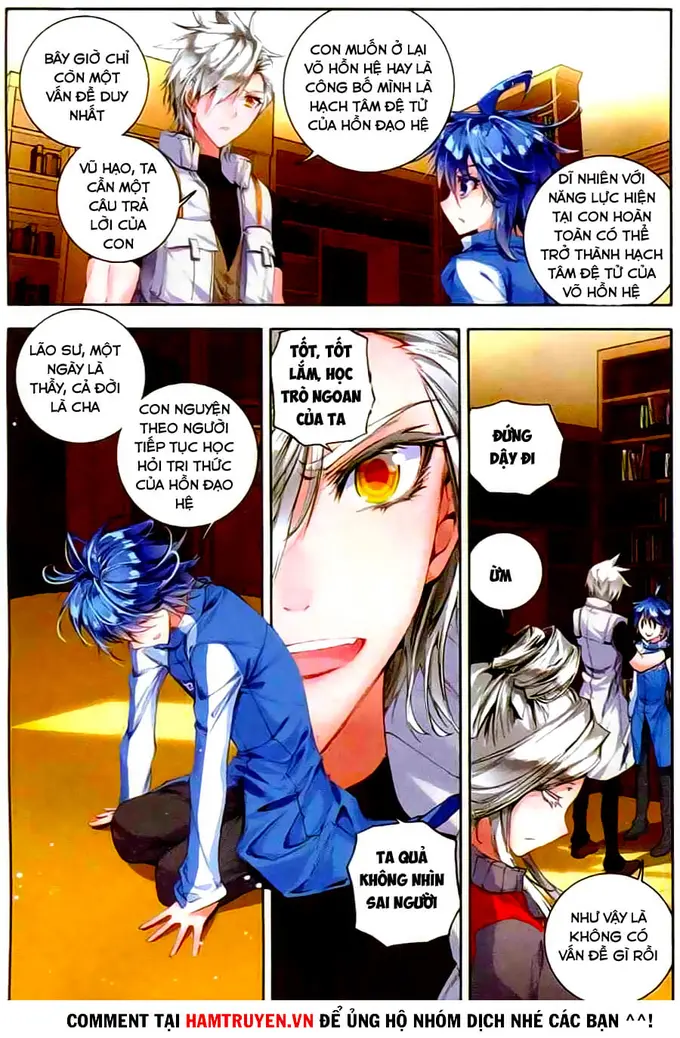 BÂY GIỜ CHỈ
CÒN MỘT
VẤN ĐỀ DUY
NHẤT
VŨ HẠO, TA
CẦN MỘT
CÂU TRẢ
LỜI CỦA
CON
CON MUỐN Ở LẠI
VÕ HỒN HỆ HAY LÀ
CÔNG BỐ MÌNH LÀ
HẠCH TÂM ĐỆ TỬ
CỦA HỒN ĐẠO HỆ
DĨ NHIÊN VỚI
NĂNG LỰC HIỆN
TẠI CON HOÀN
TOÀN CÓ THỂ
TRỞ THÀNH HẠCH
TÂM ĐỆ TỬ CỦA
VÕ HỒN HỆ
LÃO SƯ, MỘT
NGÀY LÀ
THẦY, CẢ ĐỜI
LÀ CHA
CON NGUYỆN
THEO NGƯỜI
TIẾP TỤC HỌC
HỎI TRI THỨC
CỦA HỒN ĐẠO
HỆ
TỐT, TỐT
LẮM, HỌC
TRÒ NGOAN
CỦA TA
TA QUẢ
KHÔNG NHÌN
SAI NGƯỜI
ĐỨNG
DẬY ĐI
ỪM
NHƯ VẬY LÀ
KHÔNG CÓ
VẤN ĐỀ GÌ RỒI
COMMENT TẠI HAMTRUYEN.VN ĐỂ ỦNG HỘ NHÓM DỊCH NHÉ CÁC BẠN ^^!